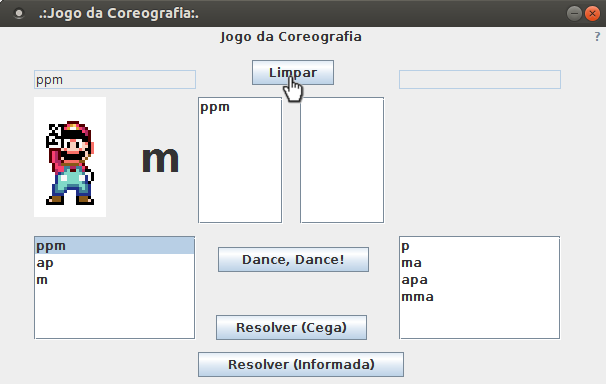 .:Jogo da Coreografia:.
Jogo da Coreografia
?
Limpar
ppm
m
ppm
ppm
ap
m
Dance, Dance!
p
ma
apa
mma
Resolver (Cega)
Resolver (Informada)